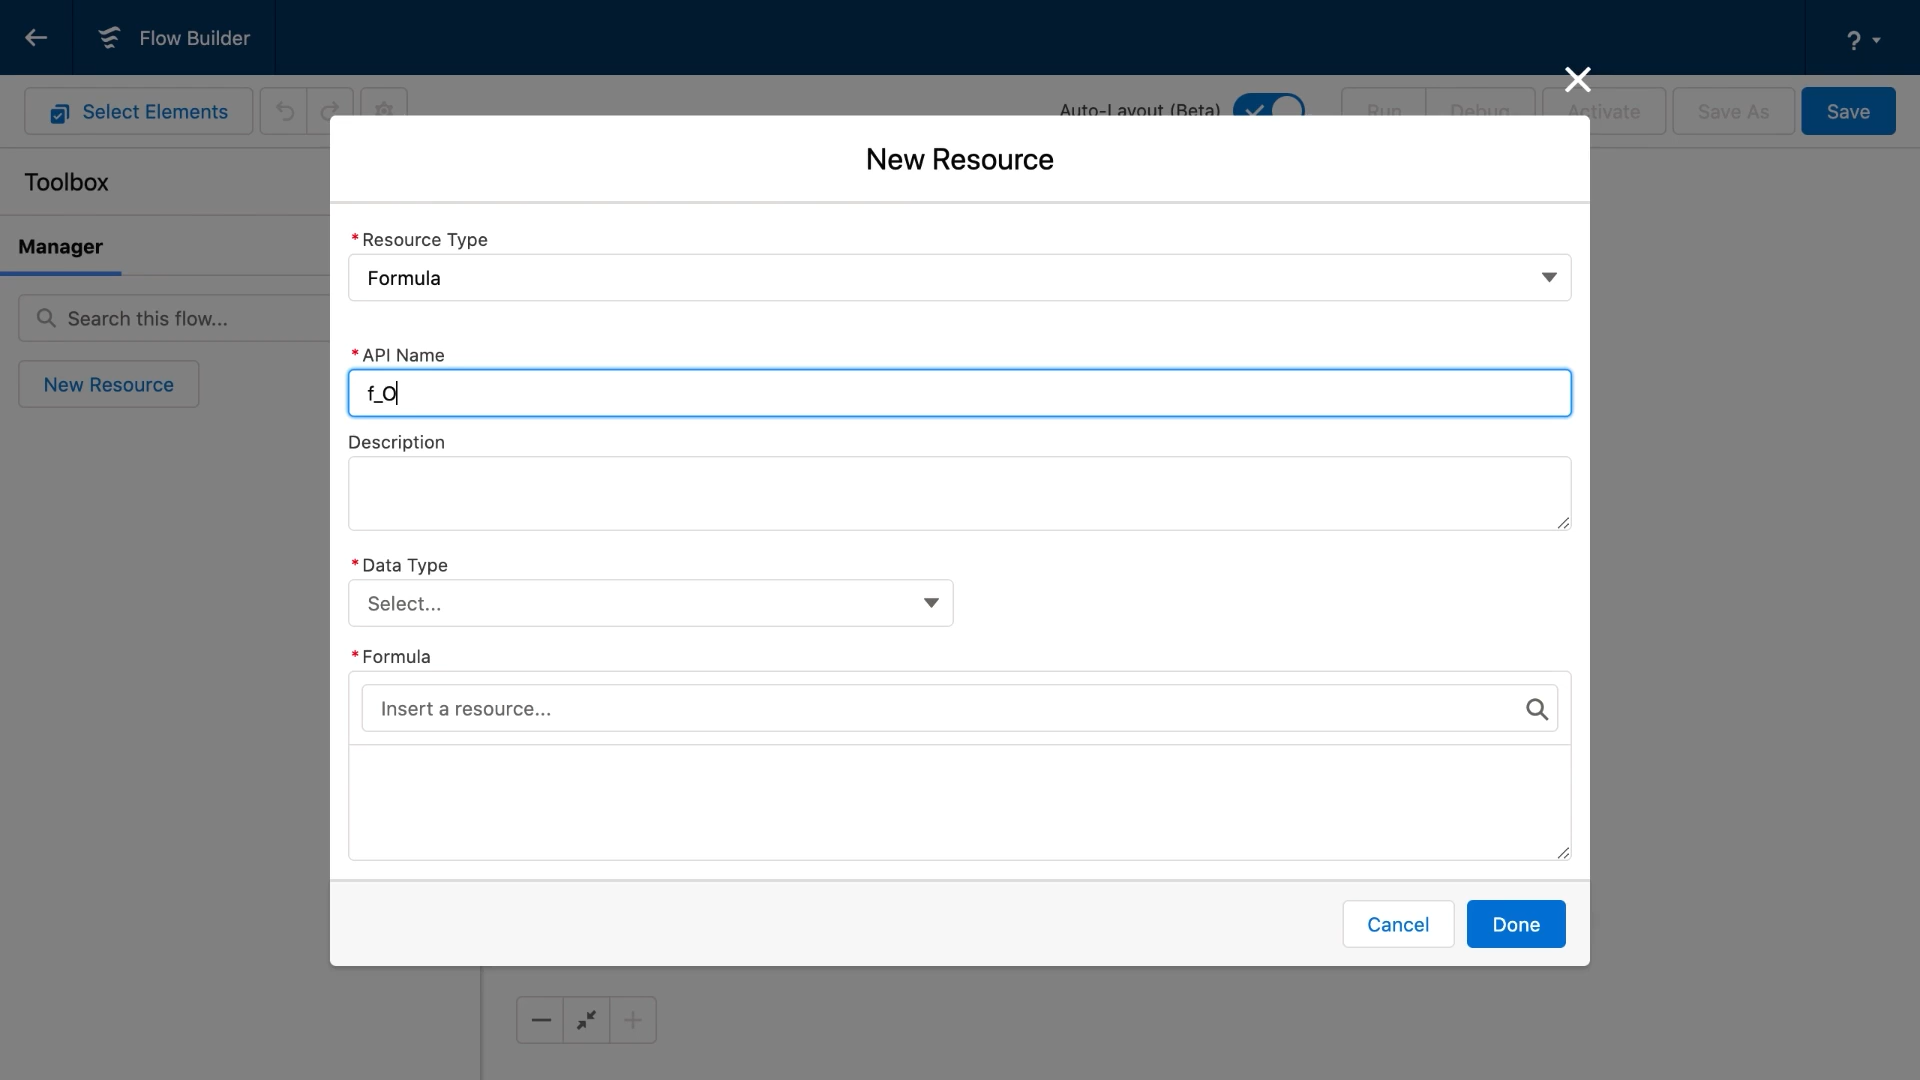 Flow Builder
?
Select Elements
Auto-Layout (Beta)
Run
Debug
Activate
Save As
Save
Toolbox
Manager
Search this flow...
New Resource
New Resource
*Resource Type
Formula
*API Name
f_O
Description
*Data Type
Select...
*Formula
Insert a resource...
Cancel
Done